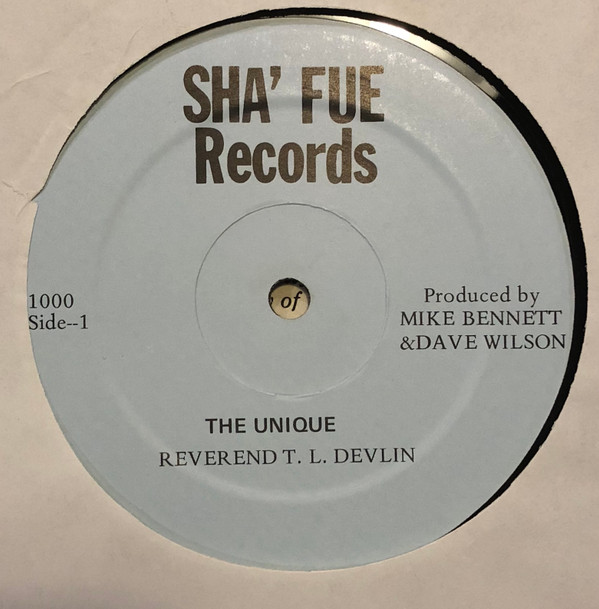 SHA' FUE
Records
1000
Side--1
of
Produced by
MIKE BENNETT
&DAVE WILSON
THE UNIQUE
REVEREND T. L. DEVLIN